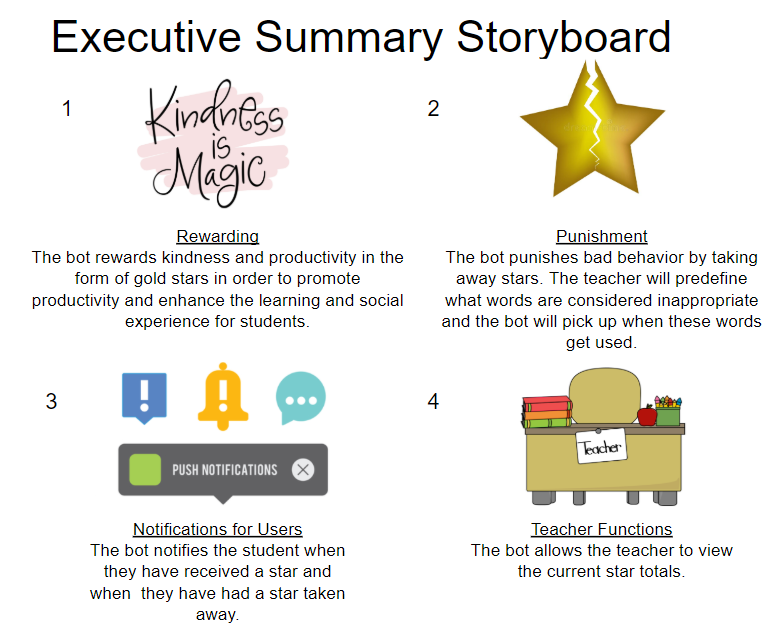 Executive Summary Storyboard
1
Kindness
is
Magic
Rewarding
The bot rewards kindness and productivity in the
form of gold stars in order to promote
productivity and enhance the learning and social
experience for students.
2
Punishment
The bot punishes bad behavior by taking
away stars. The teacher will predefine
what words are considered inappropriate
and the bot will pick up when these words
get used.
3
PUSH NOTIFICATIONS
Notifications for Users
The bot notifies the student when
they have received a star and
when  they have had a star taken
away.
4
Teacher
Teacher Functions
The bot allows the teacher to view
the current star totals.